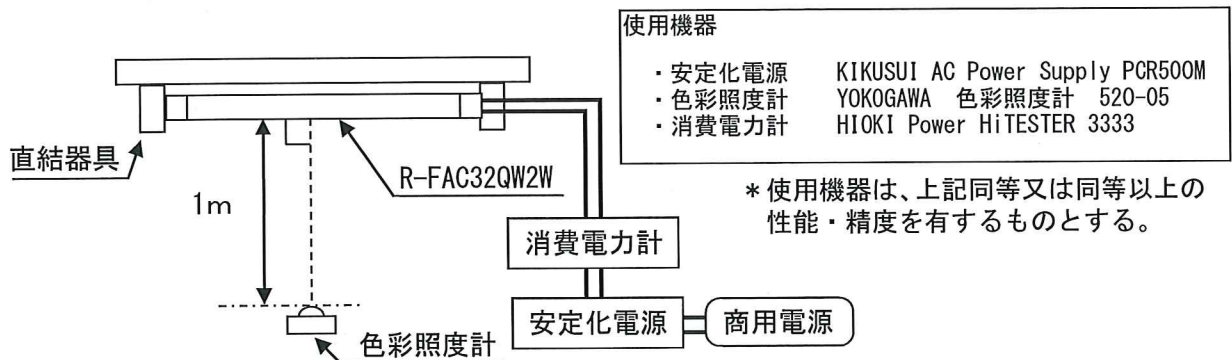 使用機器
・安定化電源 KIKUSUI AC Power Supply PCR500M
・色彩照度計 YOKOGAWA 色彩照度計 520-05
・消費電力計 HIOKI Power HiTESTER 3333
＊使用機器は、上記同等又は同等以上の
性能・精度を有するものとする。
直結器具
R-FAC32QW2W
1m
消費電力計
安定化電源
商用電源
色彩照度計